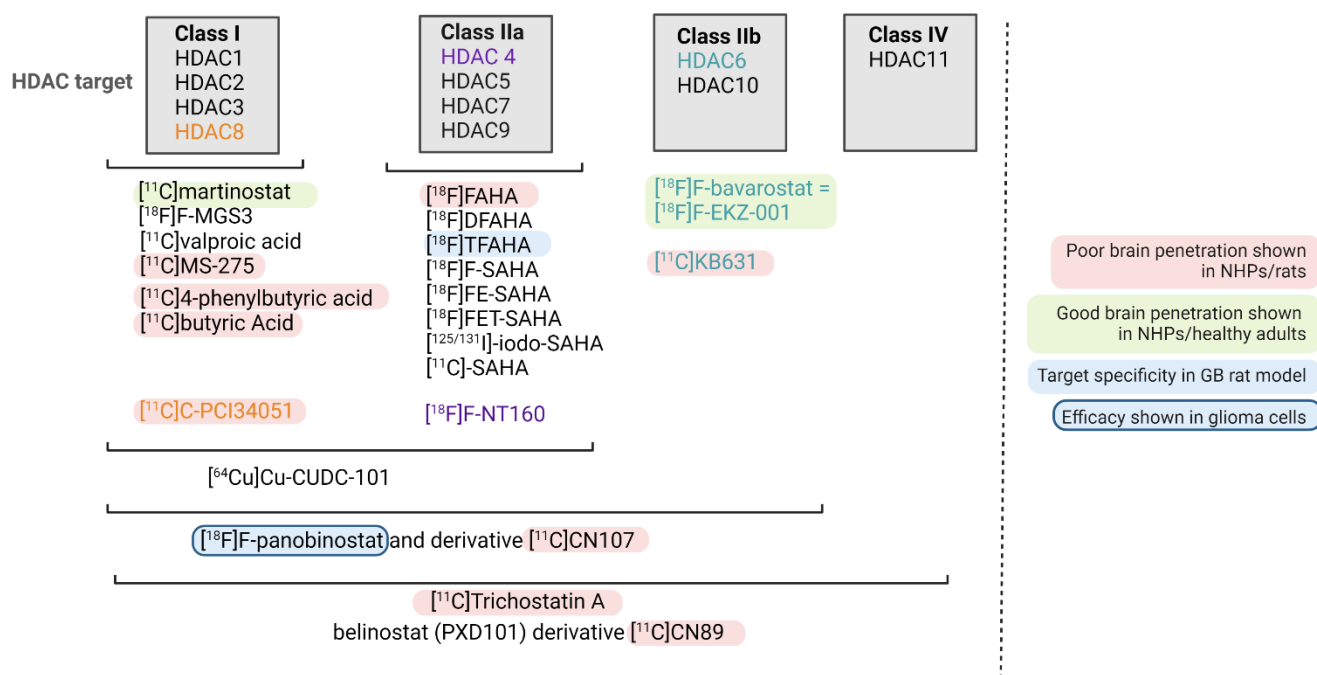 HDAC target
Class I
HDAC1
HDAC2
HDAC3
HDAC8
Class IIa
HDAC 4
HDAC5
HDAC7
HDAC9
Class IIb
HDAC6
HDAC10
Class IV
HDAC11
[¹¹C]martinostat
[¹⁸F]F-MGS3
[¹¹C]valproic acid
[¹¹C]MS-275
[¹¹C]4-phenylbutyric acid
[¹¹C]butyric Acid
[¹¹C]C-PCI34051
[¹⁸F]FAHA
[¹⁸F]DFAHA
[¹⁸F]TFAHA
[¹⁸F]F-SAHA
[¹⁸F]FE-SAHA
[¹⁸F]FET-SAHA
[¹²⁵/¹³¹I]-iodo-SAHA
[¹¹C]-SAHA
[¹⁸F]F-NT160
[¹⁸F]F-bavarostat =
[¹⁸F]F-EKZ-001
[¹¹C]KB631
[⁶⁴Cu]Cu-CUDC-101
[¹⁸F]F-panobinostat and derivative [¹¹C]CN107
[¹¹C]Trichostatin A
belinostat (PXD101) derivative [¹¹C]CN89
Poor brain penetration shown
in NHPs/rats
Good brain penetration shown
in NHPs/healthy adults
Target specificity in GB rat model
Efficacy shown in glioma cells